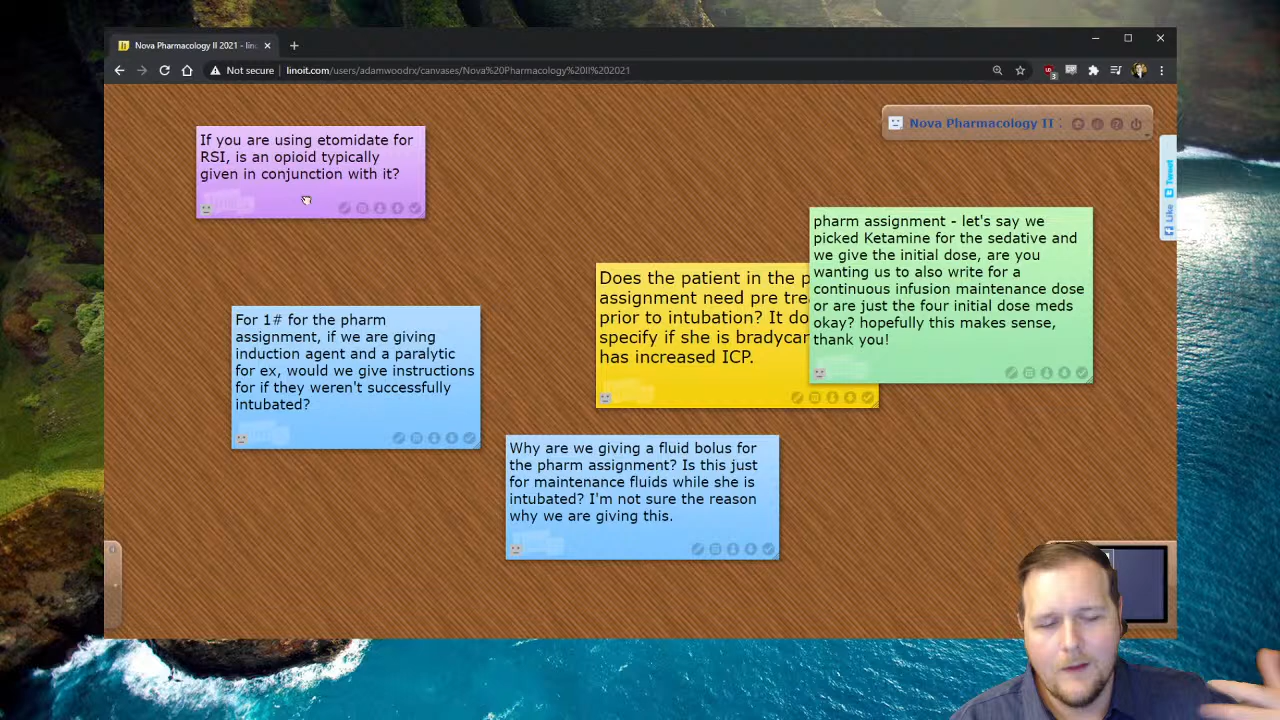 Nova Pharmacology II 2021 - lin
Not secure
linoit.com/users/adamwoodrx/canvases/Nova%20Pharmacology%20II%202021
3
Nova Pharmacology II
Tweet
Like
If you are using etomidate for
RSI, is an opioid typically
given in conjunction with it?
pharm assignment - let's say we
picked Ketamine for the sedative and
we give the initial dose, are you
wanting us to also write for a
continuous infusion maintenance dose
or are just the four initial dose meds
okay? hopefully this makes sense,
thank you!
Does the patient in the p
assignment need pre trea
prior to intubation? It do
specify if she is bradycar
has increased ICP.
For 1# for the pharm
assignment, if we are giving
induction agent and a paralytic
for ex, would we give instructions
for if they weren't successfully
intubated?
Why are we giving a fluid bolus for
the pharm assignment? Is this just
for maintenance fluids while she is
intubated? I'm not sure the reason
why we are giving this.